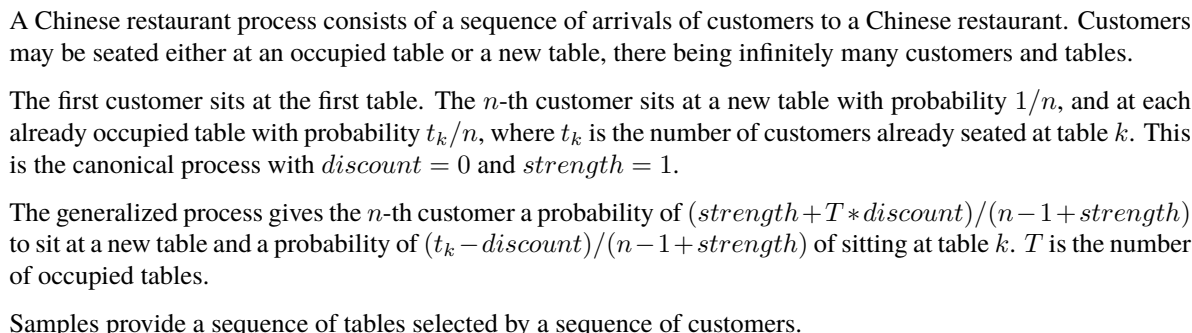 A Chinese restaurant process consists of a sequence of arrivals of customers to a Chinese restaurant. Customers
may be seated either at an occupied table or a new table, there being infinitely many customers and tables.
The first customer sits at the first table. The n-th customer sits at a new table with probability 1/n, and at each
already occupied table with probability t_k/n, where t_k is the number of customers already seated at table k. This
is the canonical process with discount = 0 and strength = 1.
The generalized process gives the n-th customer a probability of (strength+T*discount)/(n−1+strength)
to sit at a new table and a probability of (t_k−discount)/(n−1+strength) of sitting at table k. T is the number
of occupied tables.
Samples provide a sequence of tables selected by a sequence of customers.